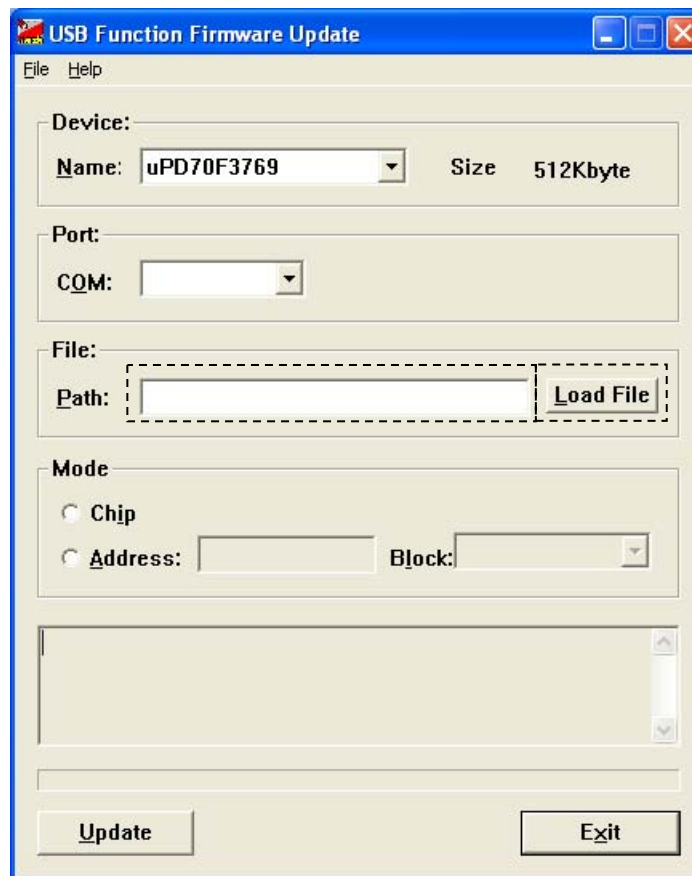 USB Function Firmware Update
File Help
Device:
Name: uPD70F3769 Size 512Kbyte
Port:
COM:
File:
Path: Load File
Mode
Chip
Address: Block:
Update Exit